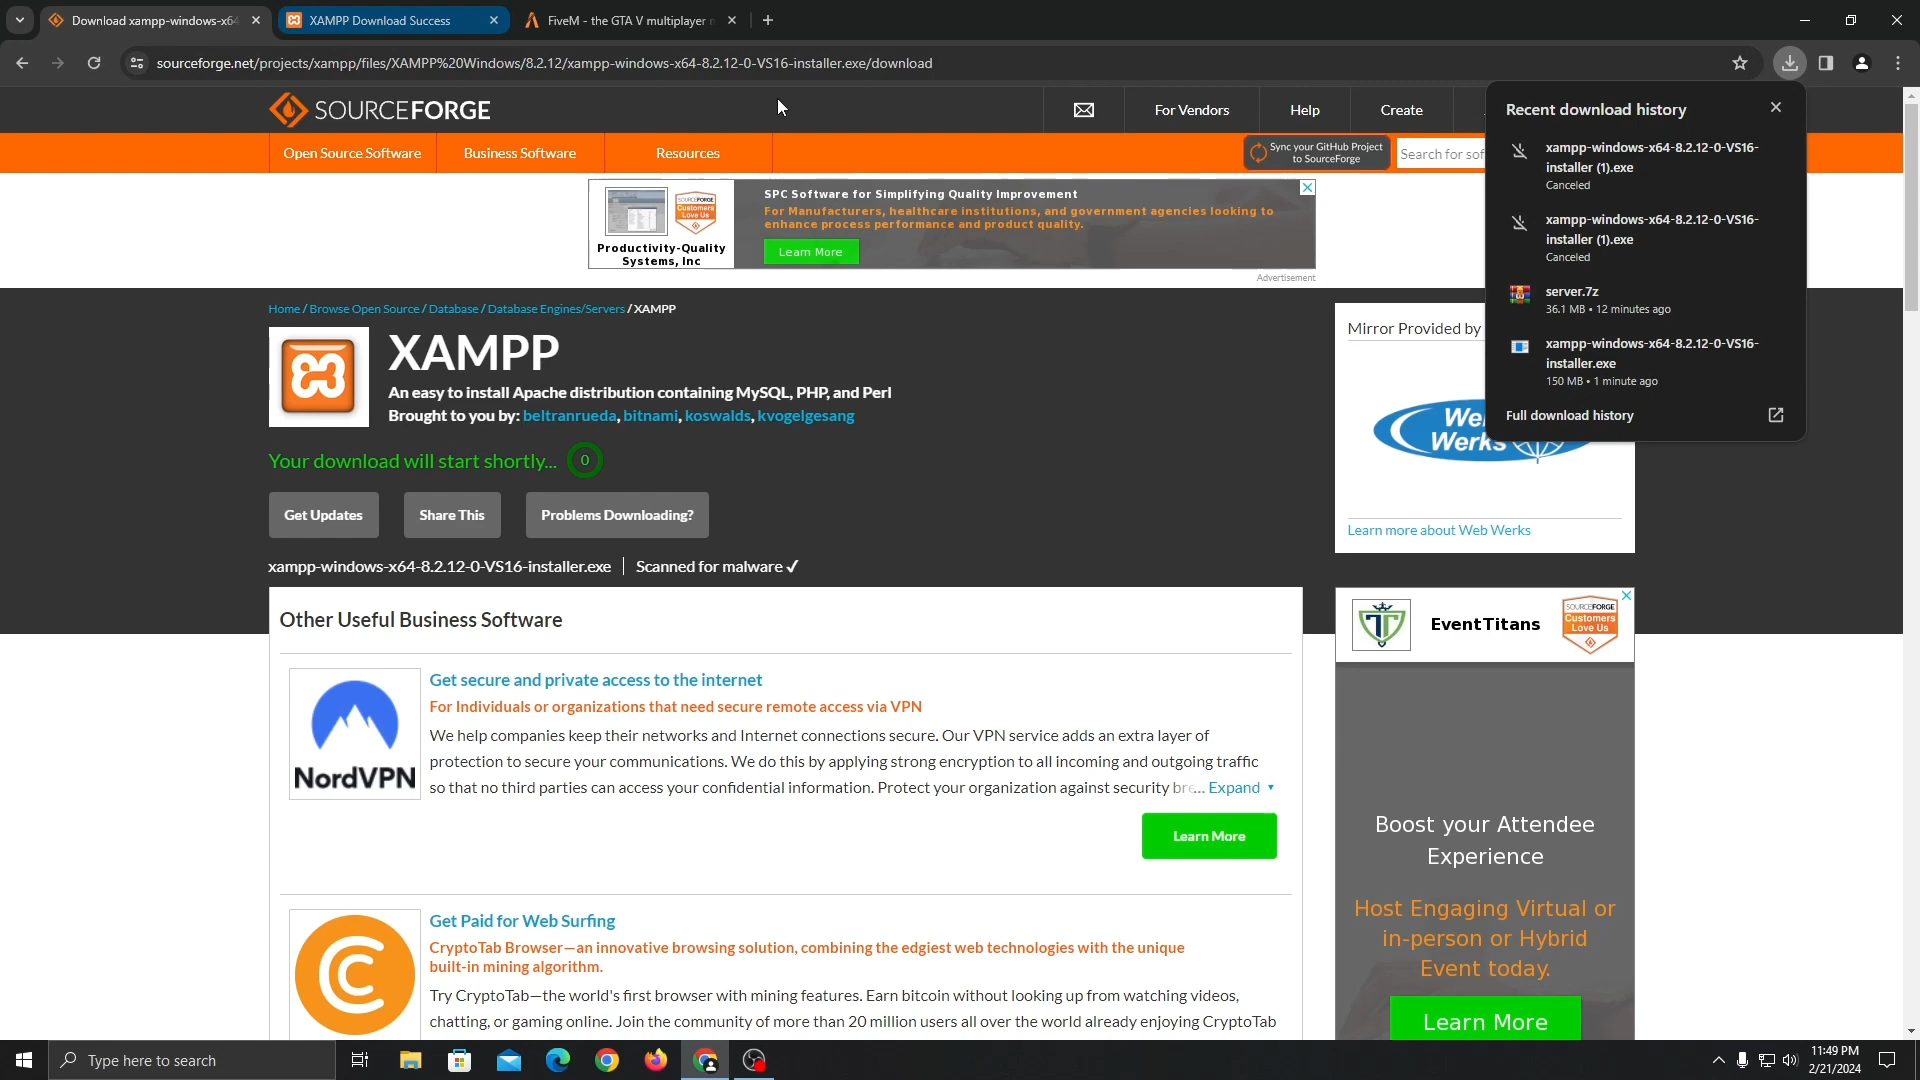 Download xampp-windows-x64
XAMPP Download Success
FiveM - the GTA V multiplayer
sourceforge.net/projects/xampp/files/XAMPP%20Windows/8.2.12/xampp-windows-x64-8.2.12-0-VS16-installer.exe/download
SOURCEFORGE
For Vendors
Help
Create
Open Source Software
Business Software
Resources
Sync your GitHub Project
to SourceForge
Search for sof
Recent download history
xampp-windows-x64-8.2.12-0-VS16-
installer (1).exe
Canceled
xampp-windows-x64-8.2.12-0-VS16-
installer (1).exe
Canceled
server.7z
36.1 MB • 12 minutes ago
xampp-windows-x64-8.2.12-0-VS16-
installer.exe
150 MB • 1 minute ago
Full download history
SOURCEFORGE
Customers
Love Us
Productivity-Quality
Systems, Inc
SPC Software for Simplifying Quality Improvement
For Manufacturers, healthcare institutions, and government agencies looking to
enhance process performance and product quality.
Learn More
Advertisement
Home / Browse Open Source / Database / Database Engines/Servers / XAMPP
XAMPP
An easy to install Apache distribution containing MySQL, PHP, and Perl
Brought to you by: beltranrueda, bitnami, koswalds, kvogelgesang
Your download will start shortly... 0
Get Updates
Share This
Problems Downloading?
xampp-windows-x64-8.2.12-0-VS16-installer.exe
Scanned for malware ✓
Mirror Provided by
We
Werks
Learn more about Web Werks
Other Useful Business Software
NordVPN
Get secure and private access to the internet
For Individuals or organizations that need secure remote access via VPN
We help companies keep their networks and Internet connections secure. Our VPN service adds an extra layer of
protection to secure your communications. We do this by applying strong encryption to all incoming and outgoing traffic
so that no third parties can access your confidential information. Protect your organization against security bre... Expand
Learn More
Get Paid for Web Surfing
CryptoTab Browser—an innovative browsing solution, combining the edgiest web technologies with the unique
built-in mining algorithm.
Try CryptoTab—the world's first browser with mining features. Earn bitcoin without looking up from watching videos,
chatting, or gaming online. Join the community of more than 20 million users all over the world already enjoying CryptoTab
EventTitans
SOURCEFORGE
Customers
Love Us
Boost your Attendee
Experience
Host Engaging Virtual or
in-person or Hybrid
Event today.
Learn More
Type here to search
11:49 PM
2/21/2024